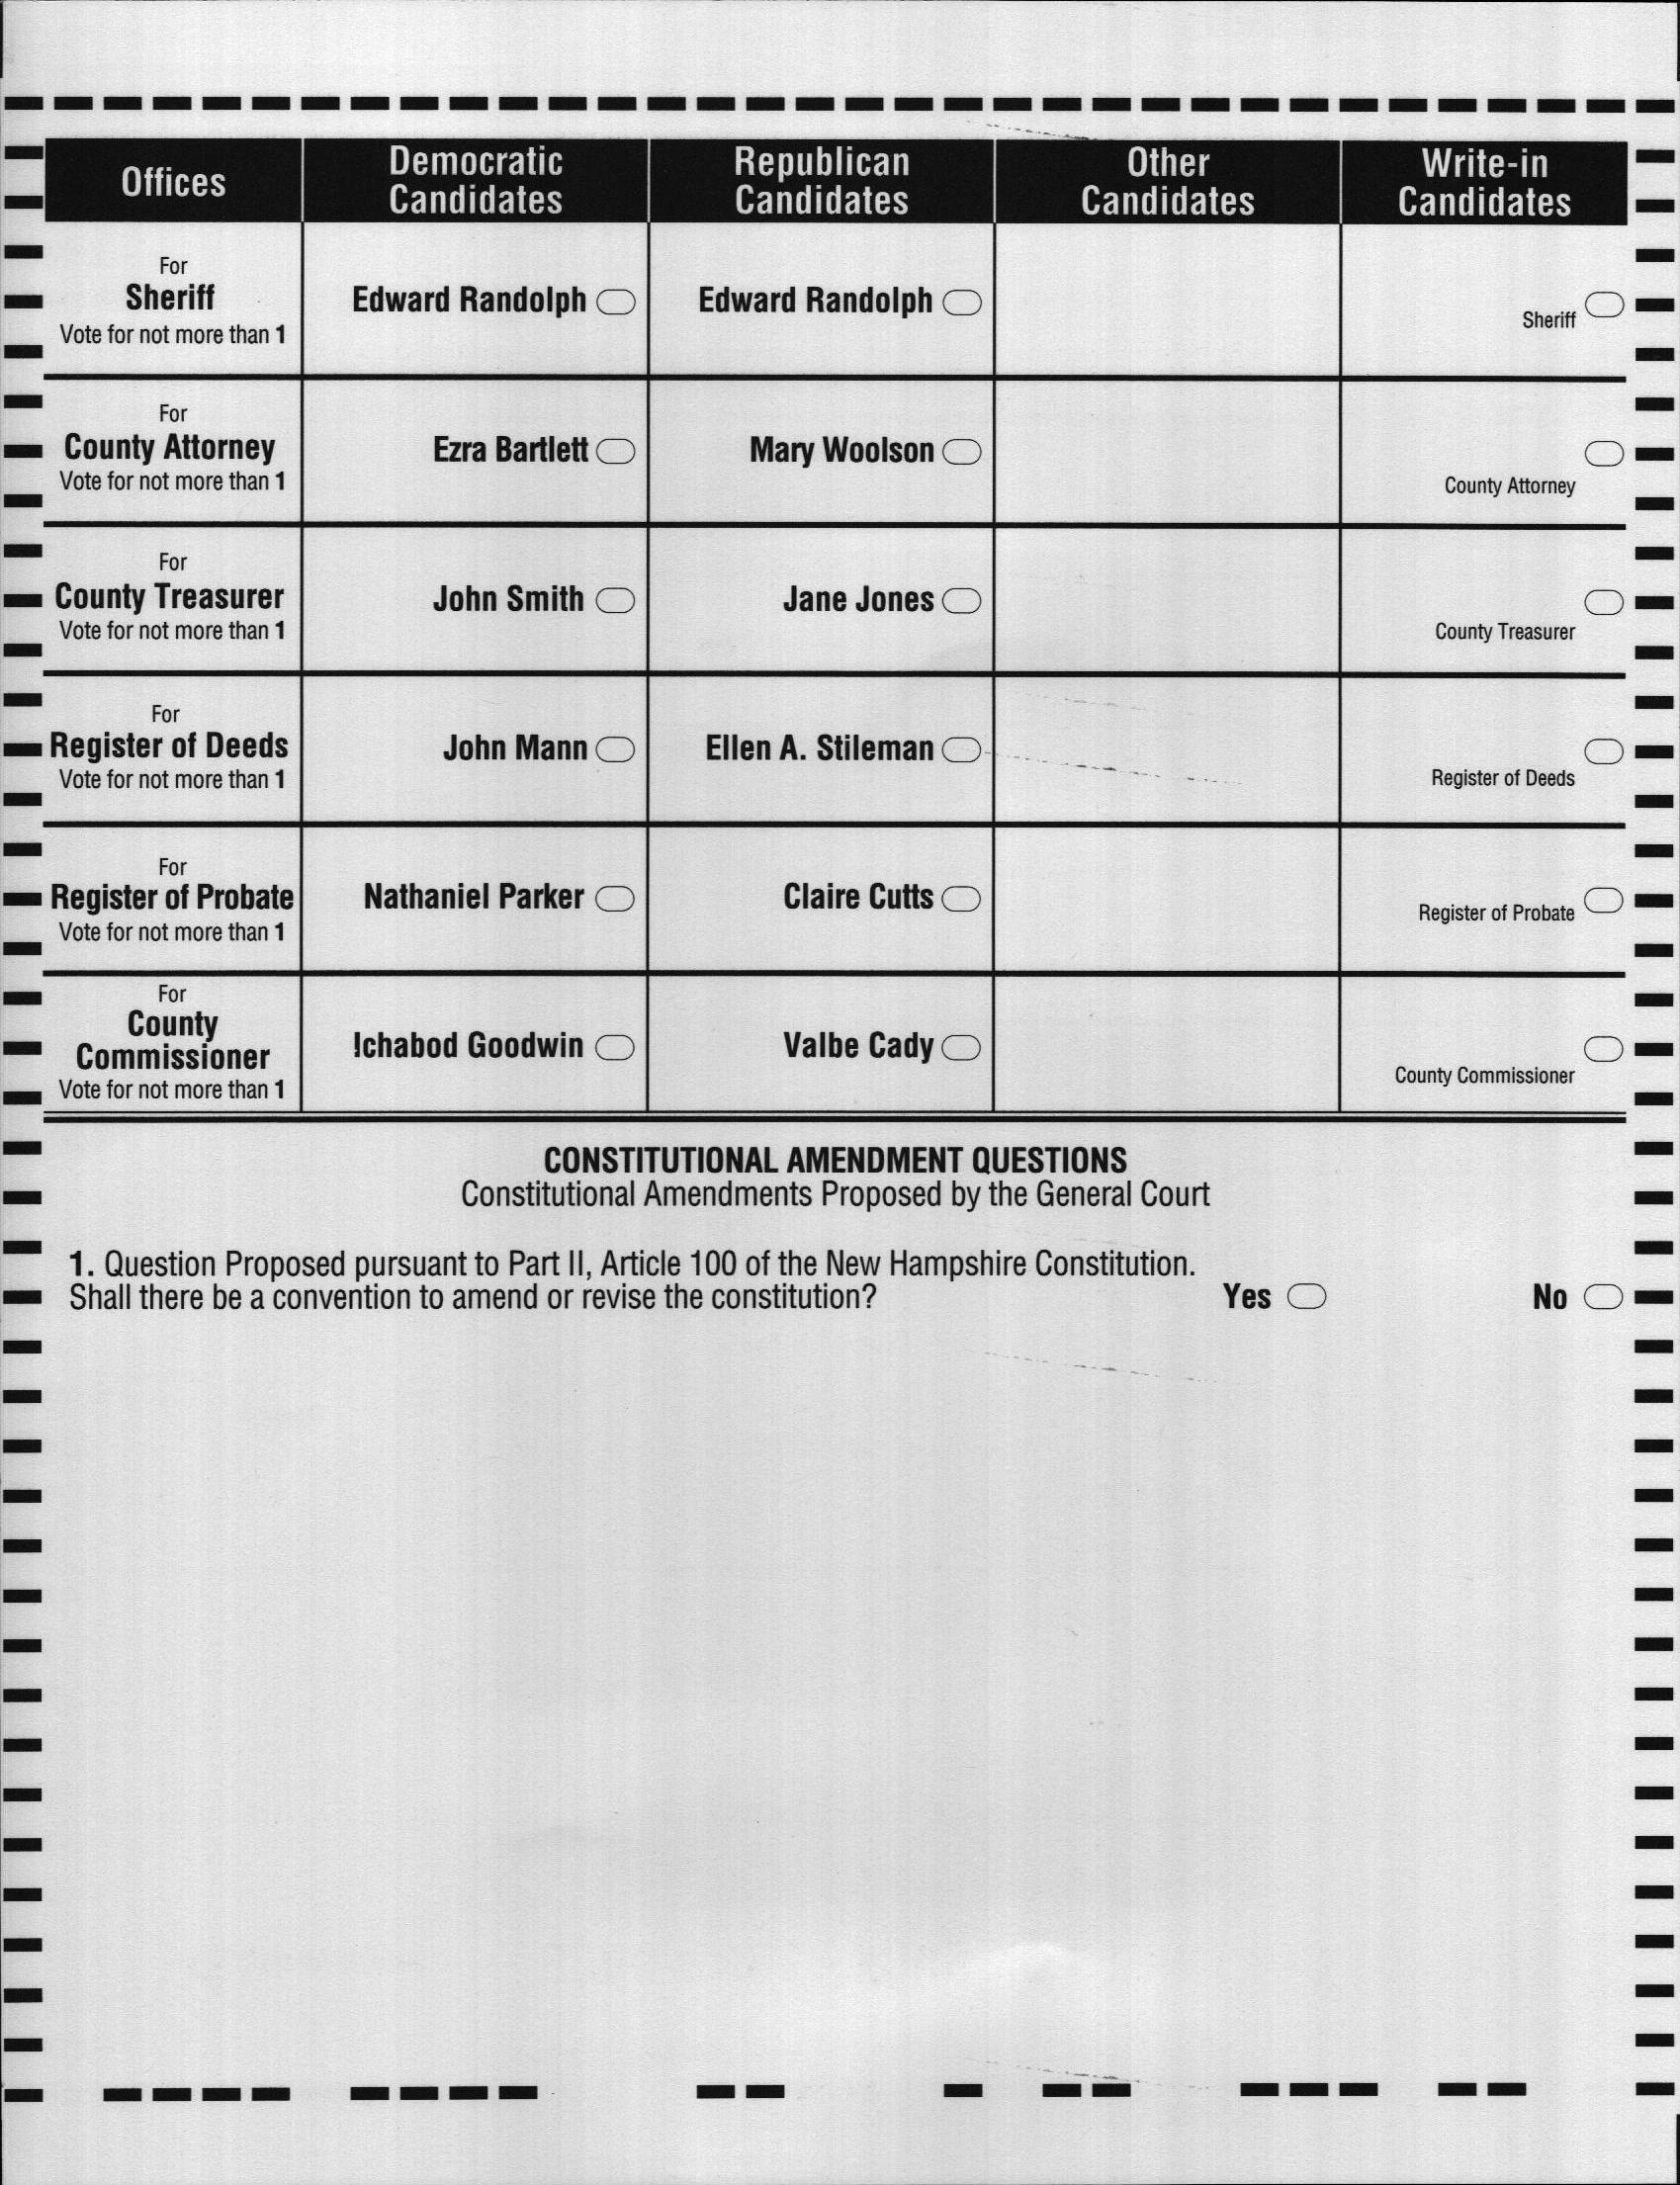 Offices
Democratic
Candidates
Republican
Candidates
Other
Candidates
Write-in
Candidates
For
Sheriff
Vote for not more than 1
Edward Randolph
Edward Randolph
Sheriff
For
County Attorney
Vote for not more than 1
Ezra Bartlett
Mary Woolson
County Attorney
For
County Treasurer
Vote for not more than 1
John Smith
Jane Jones
County Treasurer
For
Register of Deeds
Vote for not more than 1
John Mann
Ellen A. Stileman
Register of Deeds
For
Register of Probate
Vote for not more than 1
Nathaniel Parker
Claire Cutts
Register of Probate
For
County
Commissioner
Vote for not more than 1
Ichabod Goodwin
Valbe Cady
County Commissioner
CONSTITUTIONAL AMENDMENT QUESTIONS
Constitutional Amendments Proposed by the General Court
1. Question Proposed pursuant to Part II, Article 100 of the New Hampshire Constitution.
Shall there be a convention to amend or revise the constitution? Yes No